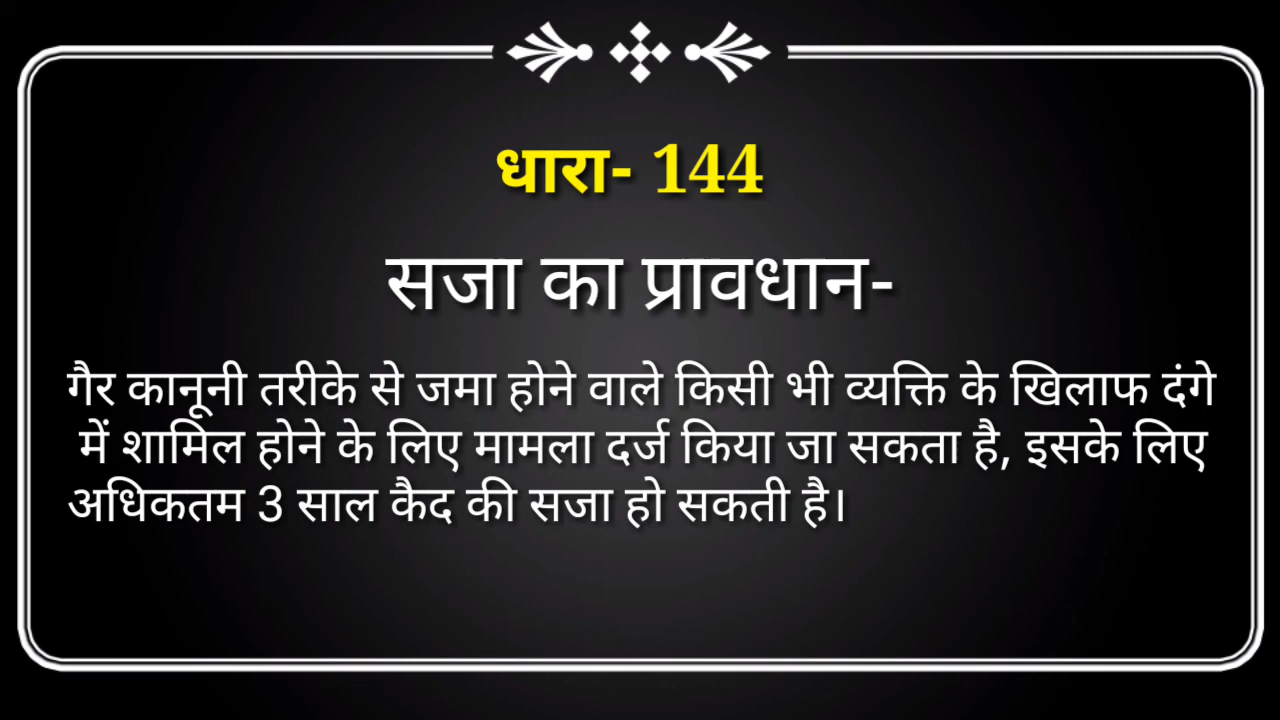 धारा- 144
सजा का प्रावधान-
गैर कानूनी तरीके से जमा होने वाले किसी भी व्यक्ति के खिलाफ दंगे
में शामिल होने के लिए मामला दर्ज किया जा सकता है, इसके लिए
अधिकतम 3 साल कैद की सजा हो सकती है।